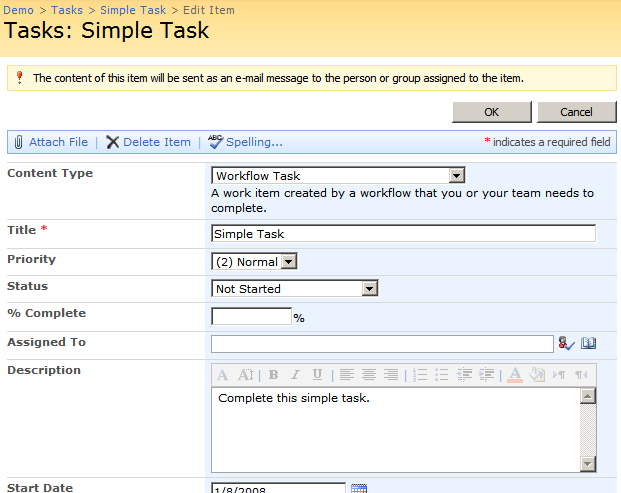 Demo > Tasks > Simple Task > Edit Item
Tasks: Simple Task
The content of this item will be sent as an e-mail message to the person or group assigned to the item.
OK Cancel
Attach File | Delete Item | ABC Spelling... * indicates a required field
Content Type Workflow Task
A work item created by a workflow that you or your team needs to
complete.
Title * Simple Task
Priority (2) Normal
Status Not Started
% Complete %
Assigned To
Description
A A B I U A
Complete this simple task.
Start Date 1/8/2008